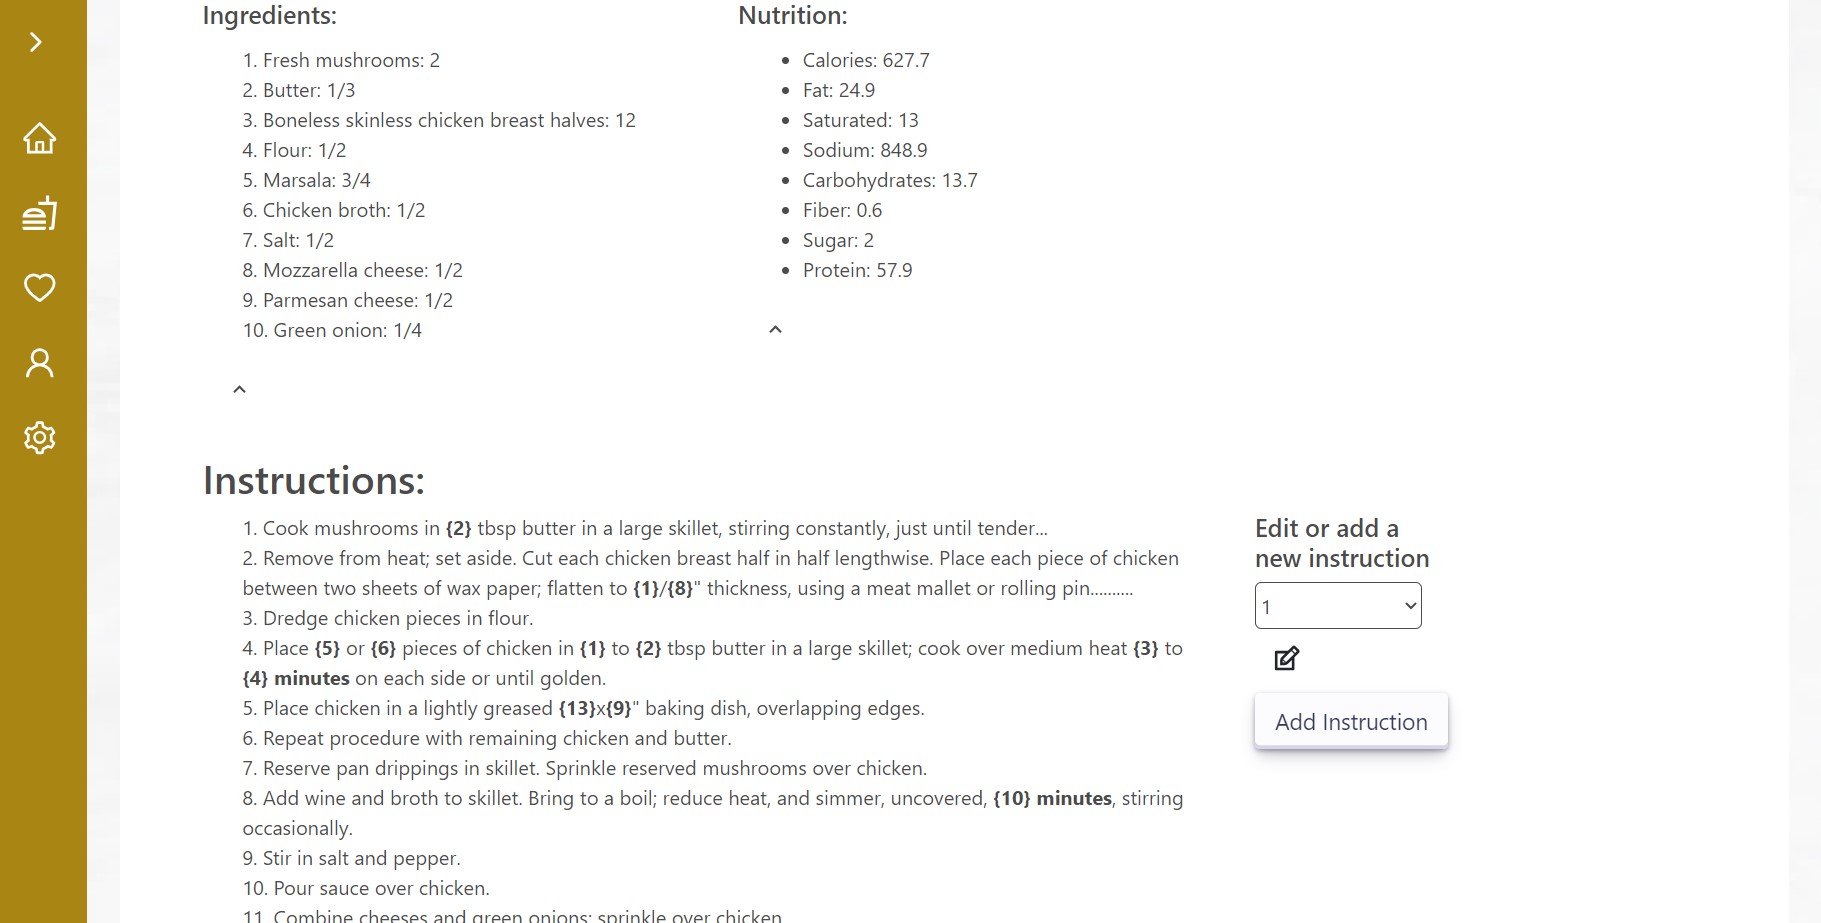 Ingredients:
1. Fresh mushrooms: 2
2. Butter: 1/3
3. Boneless skinless chicken breast halves: 12
4. Flour: 1/2
5. Marsala: 3/4
6. Chicken broth: 1/2
7. Salt: 1/2
8. Mozzarella cheese: 1/2
9. Parmesan cheese: 1/2
10. Green onion: 1/4
Nutrition:
Calories: 627.7
Fat: 24.9
Saturated: 13
Sodium: 848.9
Carbohydrates: 13.7
Fiber: 0.6
Sugar: 2
Protein: 57.9
Instructions:
1. Cook mushrooms in {2} tbsp butter in a large skillet, stirring constantly, just until tender...
2. Remove from heat; set aside. Cut each chicken breast half in half lengthwise. Place each piece of chicken
between two sheets of wax paper; flatten to {1}/{8}" thickness, using a meat mallet or rolling pin..........
3. Dredge chicken pieces in flour.
4. Place {5} or {6} pieces of chicken in {1} to {2} tbsp butter in a large skillet; cook over medium heat {3} to
{4} minutes on each side or until golden.
5. Place chicken in a lightly greased {13}x{9}" baking dish, overlapping edges.
6. Repeat procedure with remaining chicken and butter.
7. Reserve pan drippings in skillet. Sprinkle reserved mushrooms over chicken.
8. Add wine and broth to skillet. Bring to a boil; reduce heat, and simmer, uncovered, {10} minutes, stirring
occasionally.
9. Stir in salt and pepper.
10. Pour sauce over chicken.
11. Combine cheeses and green onions; sprinkle over chicken
Edit or add a
new instruction
1
Add Instruction